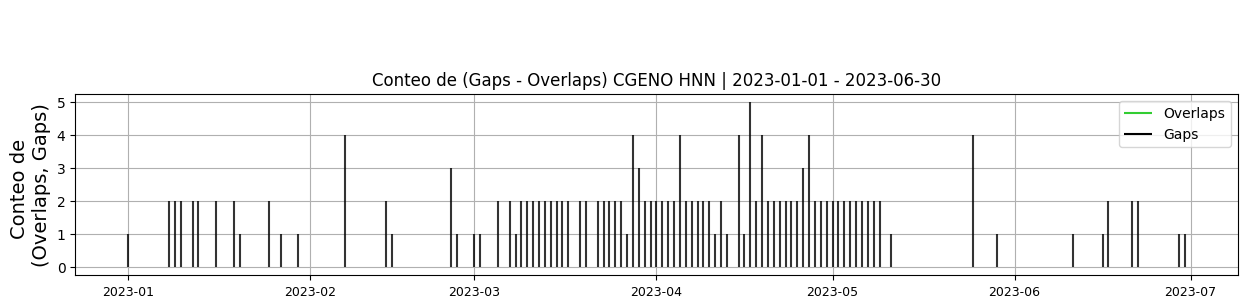 Conteo de (Gaps - Overlaps) CGENO HNN | 2023-01-01 - 2023-06-30
Conteo de
(Overlaps, Gaps)
5
4
3
2
1
0
Overlaps
Gaps
2023-01 2023-02 2023-03 2023-04 2023-05 2023-06 2023-07